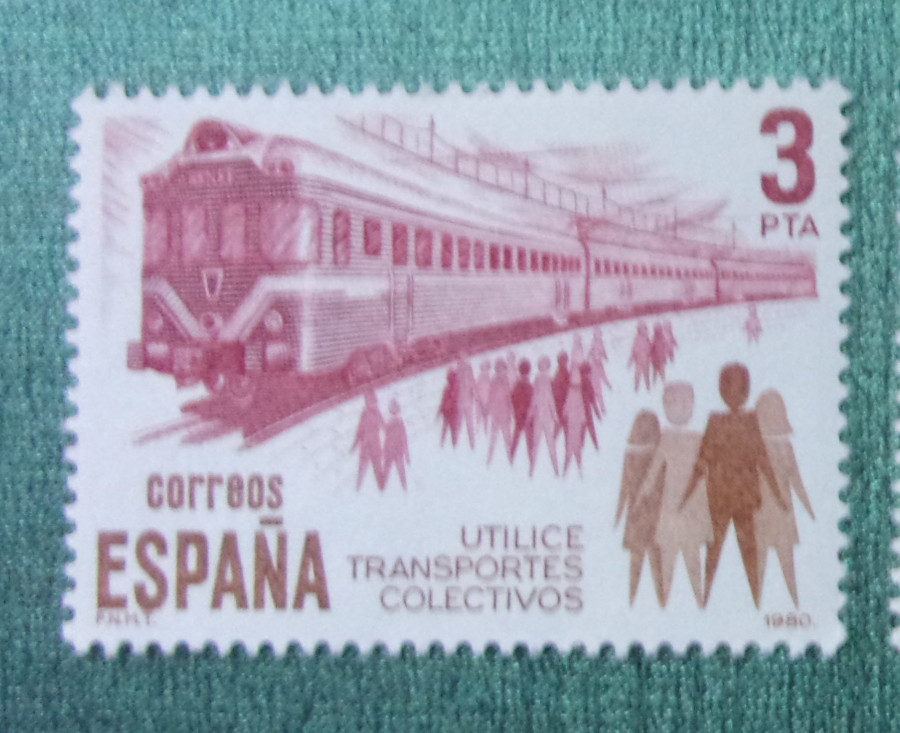 3
PTA
correos
ESPAÑA
UTILICE
TRANSPORTES
COLECTIVOS
F.N.M.T.
1980.